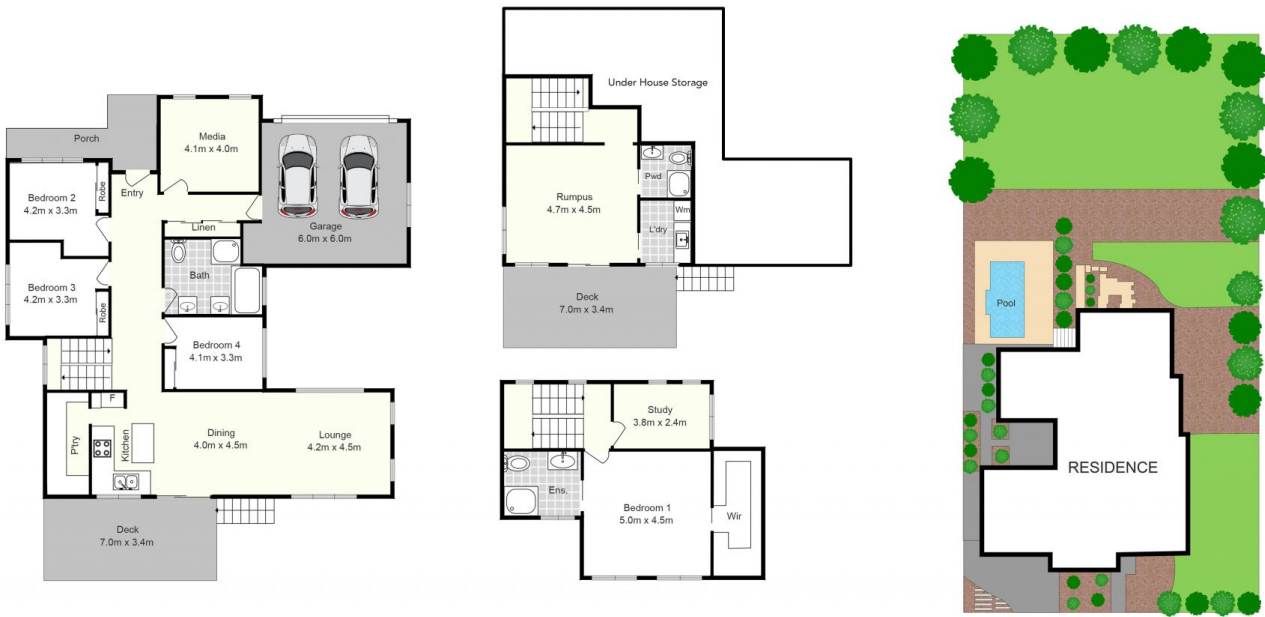 Porch
Media
4.1m x 4.0m
Bedroom 2
4.2m x 3.3m
Robe
Entry
Linen
Garage
6.0m x 6.0m
Bath
Bedroom 3
4.2m x 3.3m
Robe
Bedroom 4
4.1m x 3.3m
F
P'try
Kitchen
Dining
4.0m x 4.5m
Lounge
4.2m x 4.5m
Deck
7.0m x 3.4m
Under House Storage
Rumpus
4.7m x 4.5m
Pwd
Wm
L'dry
Deck
7.0m x 3.4m
Study
3.8m x 2.4m
Ens.
Bedroom 1
5.0m x 4.5m
Wir
Pool
RESIDENCE